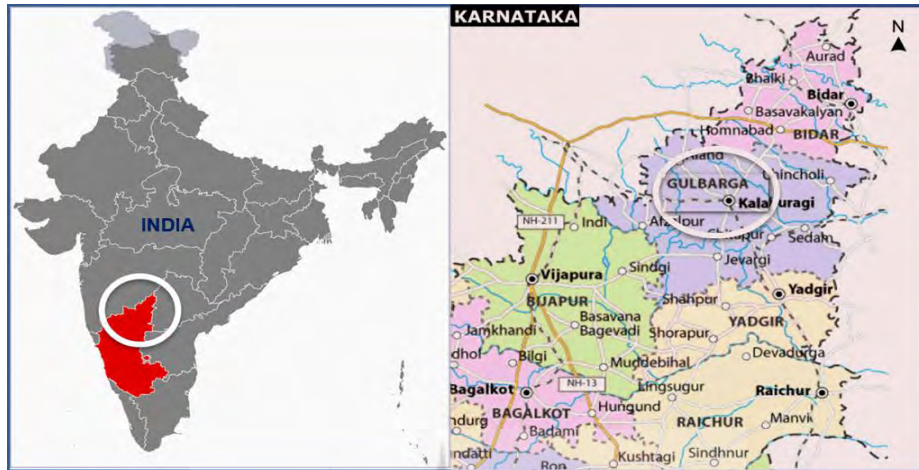 INDIA
KARNATAKA
N
Aurad
Bhalki
Bidar
Basavakalyan
Homnabad
BIDAR
GULBARGA
Chincholi
Kalaburagi
Afzalpur
Chitapur
Sedam
NH-211
Indi
Jevargi
Sindgi
Vijapura
Yadgir
BIJAPUR
Shahpur
Basavana
Bagevadi
YADGIR
Jamkhandi
Shorapur
Bilgi
Devadurga
Muddebihal
NH-13
Lingsugur
Bagalkot
Raichur
Hungund
BAGALKOT
RAICHUR
Manvi
Badami
Kushtagi
Sindhnur
Ron